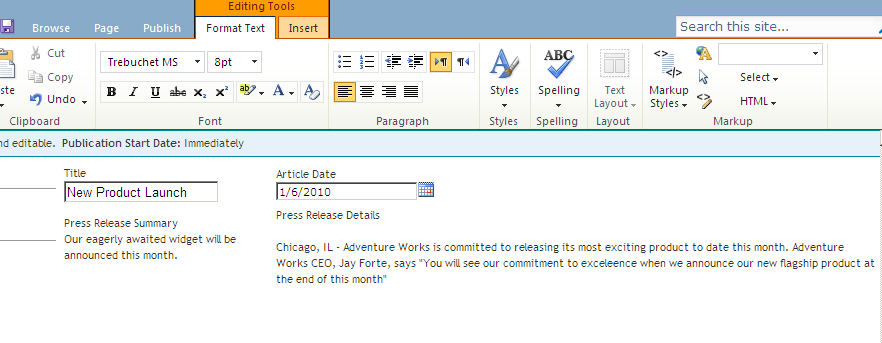 Editing Tools
Browse Page Publish Format Text Insert Search this site...
Cut
Copy
Undo
Trebuchet MS 8pt
B I U abc x₂ x² ab A A
Styles
ABC
Spelling
Text
Layout
Markup
Styles
Select
HTML
Clipboard Font Paragraph Styles Spelling Layout Markup
editable. Publication Start Date: Immediately
Title
New Product Launch
Article Date
1/6/2010
Press Release Summary
Our eagerly awaited widget will be
announced this month.
Press Release Details
Chicago, IL - Adventure Works is committed to releasing its most exciting product to date this month. Adventure
Works CEO, Jay Forte, says "You will see our commitment to exceleence when we announce our new flagship product at
the end of this month"